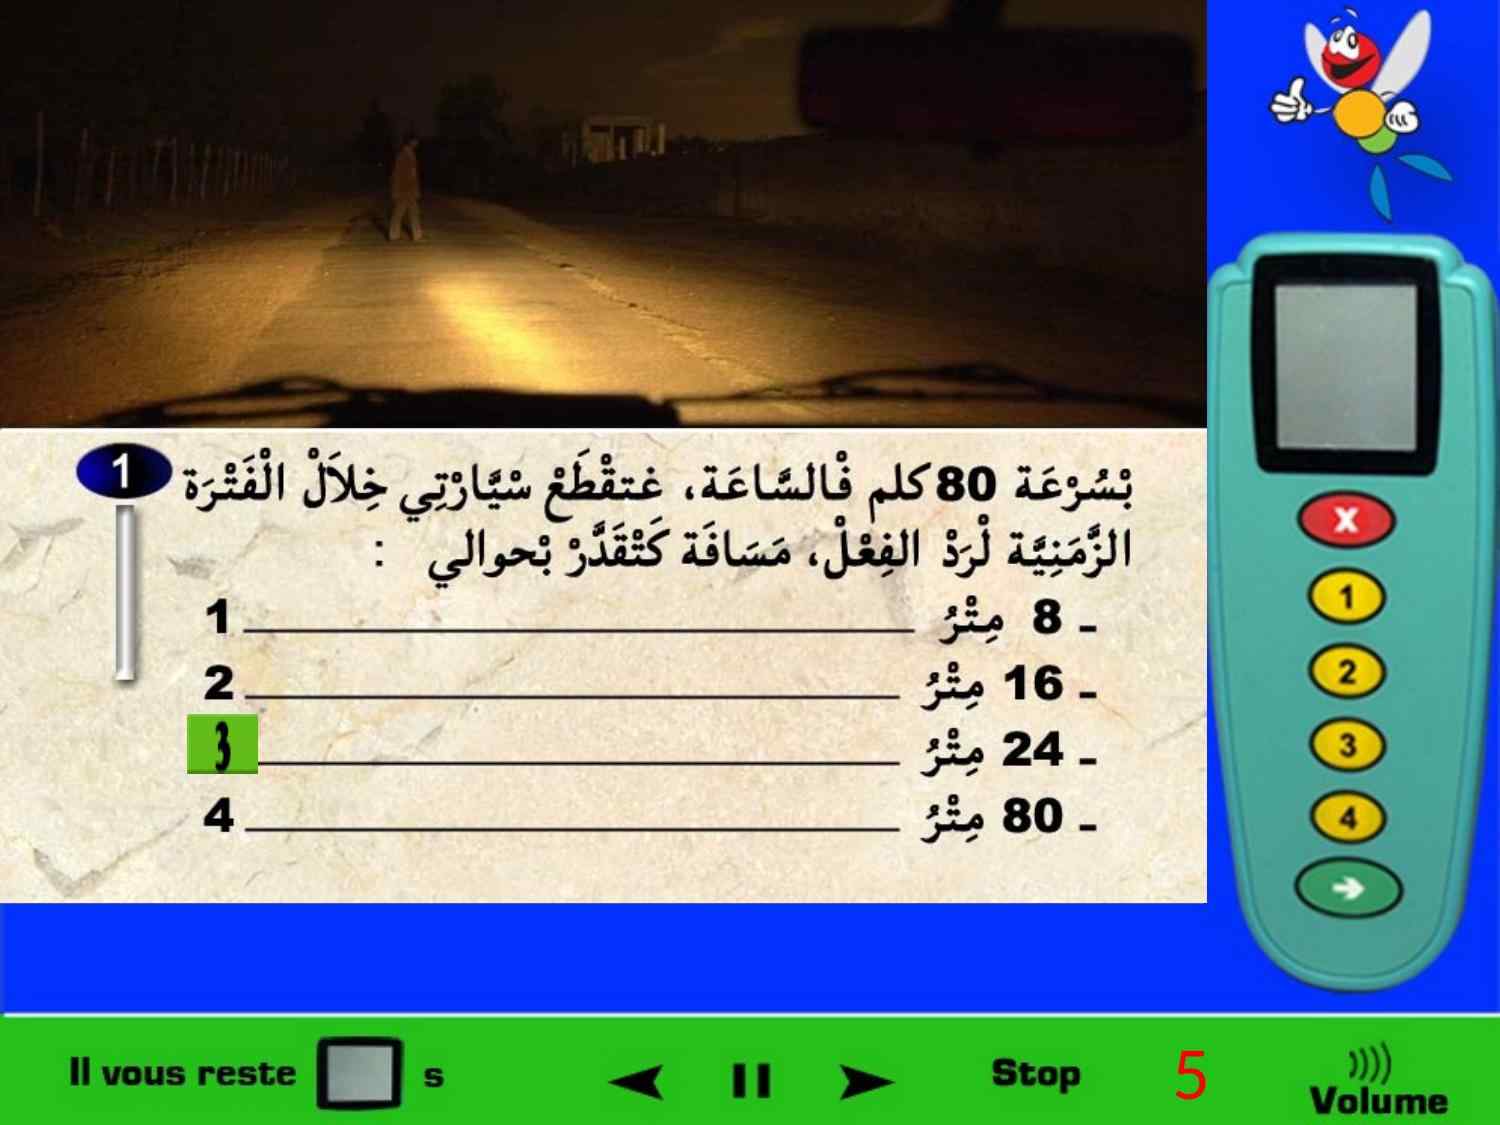 1
بْسُرْعَة 80 كلم فْالسَّاعَة، غتقْطَعْ سْيَّارْتِي خِلاَلْ الْفَتْرَة
الزَّمَنِيَّة لْرَدْ الفِعْلْ، مَسَافَة كَتْقَدَّرْ بْحوالي :
- 8 مِتْرُ 1
- 16 مِتْرُ 2
- 24 مِتْرُ 3
- 80 مِتْرُ 4
X
1
2
3
4
Il vous reste s Stop 5 Volume